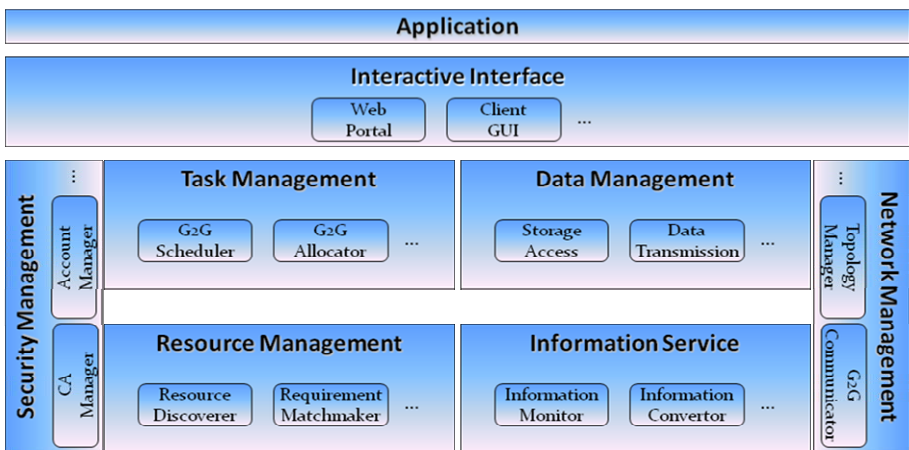 Application
Interactive Interface
Web
Portal
Client
GUI
...
Security Management
...
Account
Manager
CA
Manager
Task Management
G2G
Scheduler
G2G
Allocator
...
Data Management
Storage
Access
Data
Transmission
...
Resource Management
Resource
Discoverer
Requirement
Matchmaker
...
Information Service
Information
Monitor
Information
Convertor
...
...
Topology
Manager
G2G
Communicator
Network Management